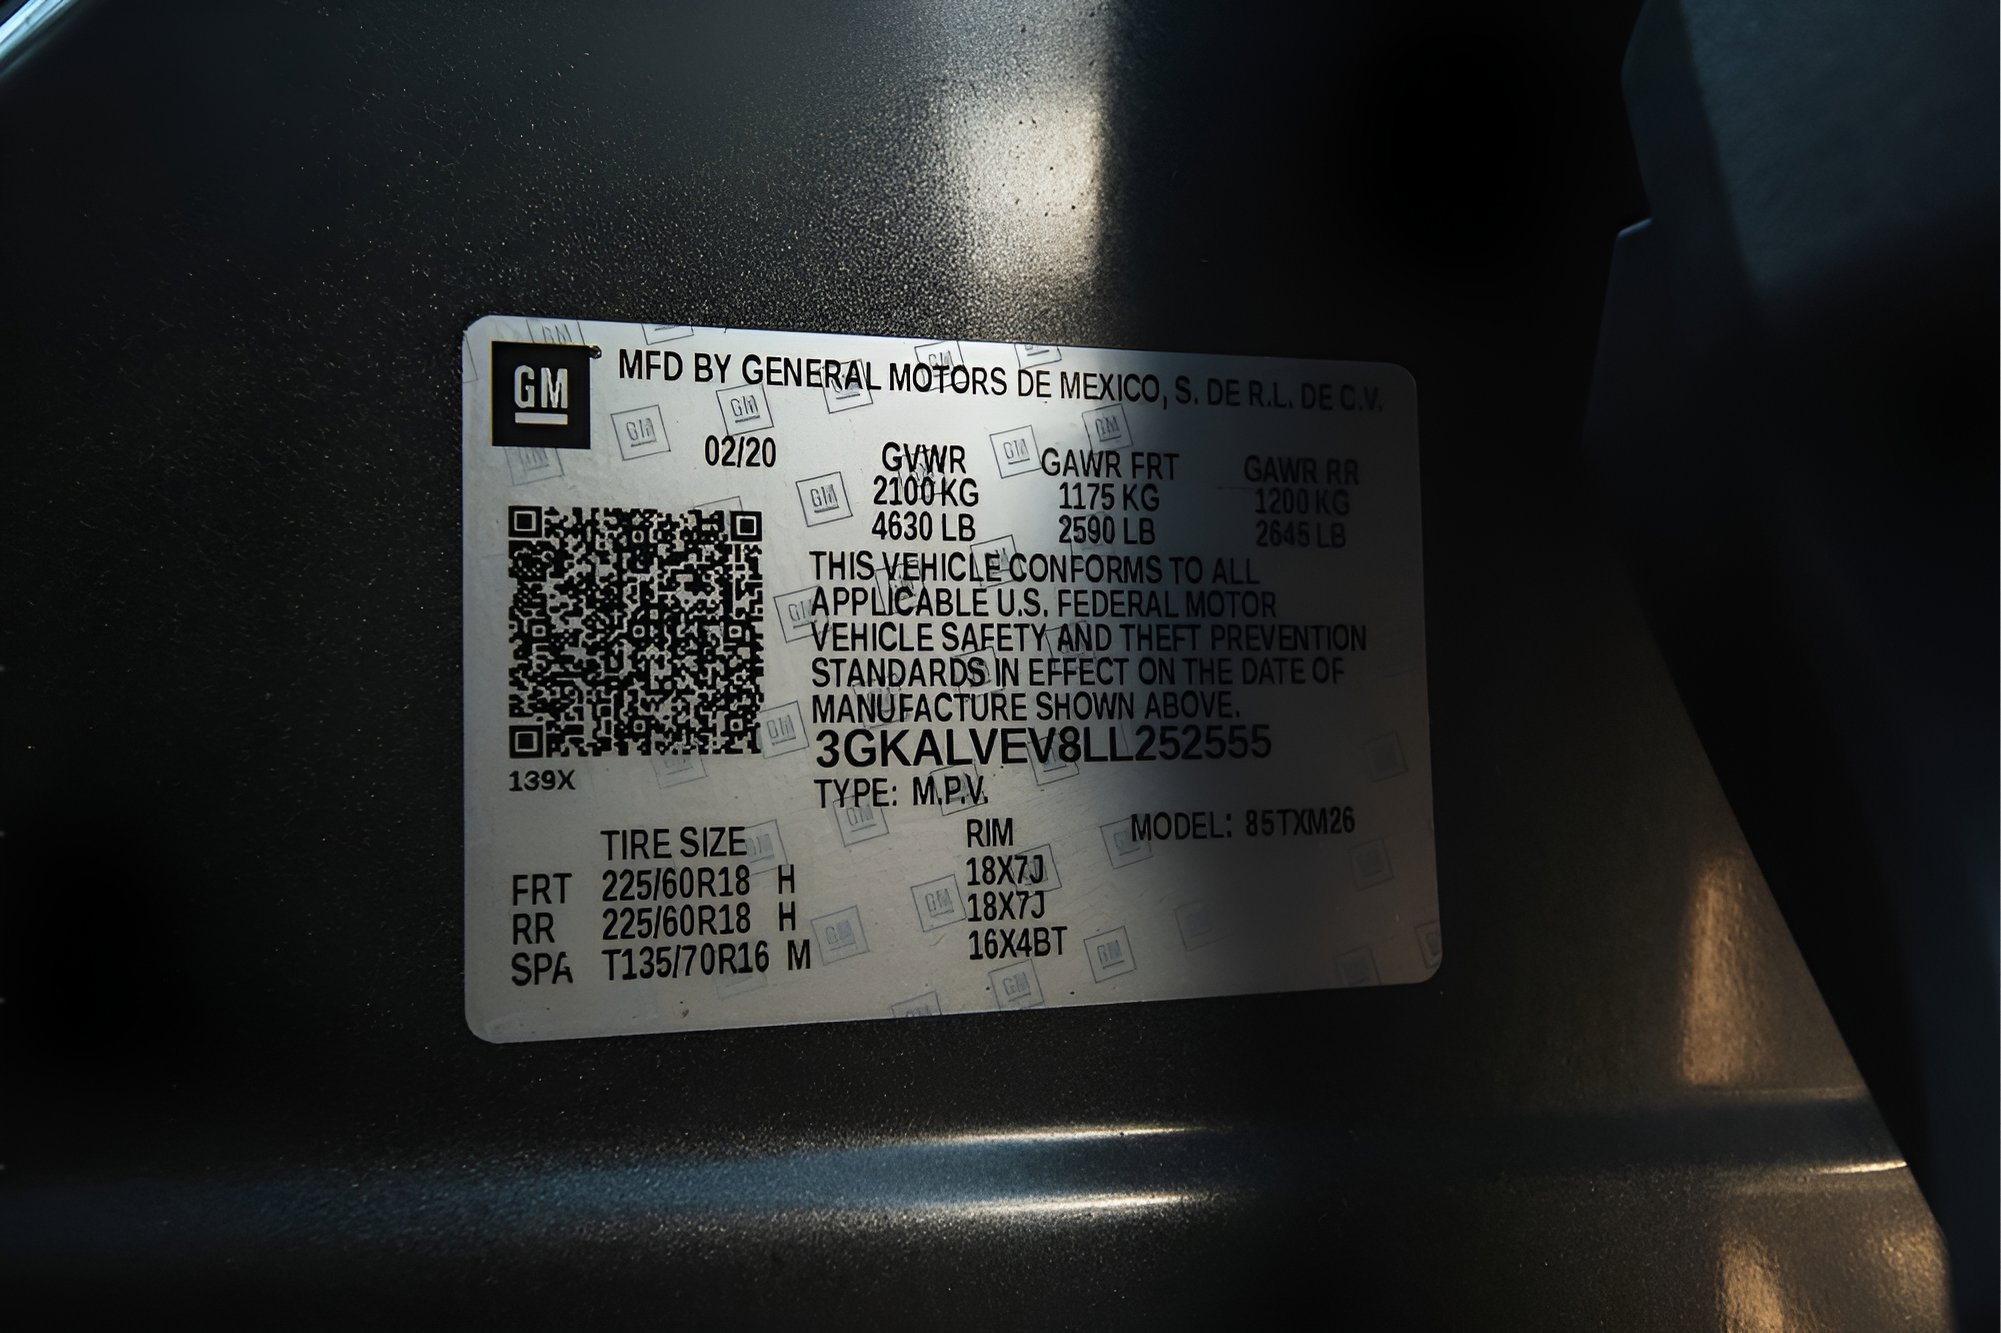 GM MFD BY GENERAL MOTORS DE MEXICO, S. DE R.L. DE C.V.
02/20 GVWR GAWR FRT GAWR RR
2100 KG 1175 KG 1200 KG
4630 LB 2590 LB 2645 LB
THIS VEHICLE CONFORMS TO ALL
APPLICABLE U.S. FEDERAL MOTOR
VEHICLE SAFETY AND THEFT PREVENTION
STANDARDS IN EFFECT ON THE DATE OF
MANUFACTURE SHOWN ABOVE.
3GKALVEV8LL252555
139X
TYPE: M.P.V.
MODEL: 85TXM26
TIRE SIZE RIM
FRT 225/60R18 H 18X7J
RR 225/60R18 H 18X7J
SPA T135/70R16 M 16X4BT